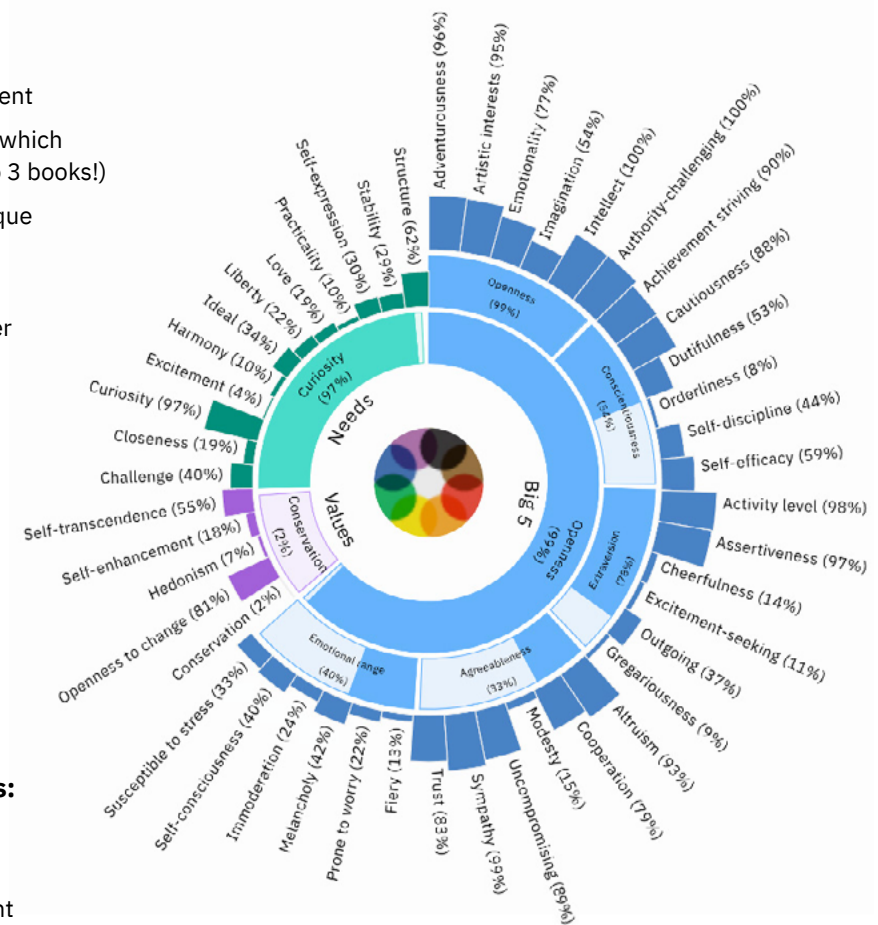 ent
which
3 books!)
que
er
s:
nt
Adventurousness (96%)
Artistic interests (95%)
Emotionality (77%)
Imagination (54%)
Intellect (100%)
Authority-challenging (100%)
Achievement striving (90%)
Cautiousness (88%)
Dutifulness (53%)
Orderliness (8%)
Self-discipline (44%)
Self-efficacy (59%)
Activity level (98%)
Assertiveness (97%)
Cheerfulness (14%)
Excitement-seeking (11%)
Outgoing (37%)
Gregariousness (9%)
Altruism (93%)
Cooperation (79%)
Modesty (15%)
Uncompromising (89%)
Sympathy (99%)
Trust (83%)
Fiery (13%)
Prone to worry (22%)
Melancholy (42%)
Immoderation (24%)
Self-consciousness (40%)
Susceptible to stress (33%)
Conservation (2%)
Openness to change (81%)
Hedonism (7%)
Self-enhancement (18%)
Self-transcendence (55%)
Challenge (40%)
Closeness (19%)
Curiosity (97%)
Excitement (4%)
Harmony (10%)
Ideal (34%)
Liberty (22%)
Love (19%)
Practicality (10%)
Self-expression (30%)
Stability (29%)
Structure (62%)
Openness
(99%)
Conscientiousness
(54%)
Extraversion
Agreeableness
Emotional range
(40%)
Conservation
(2%)
Curiosity
(97%)
Openness
(99%)
Needs
Values
Big 5